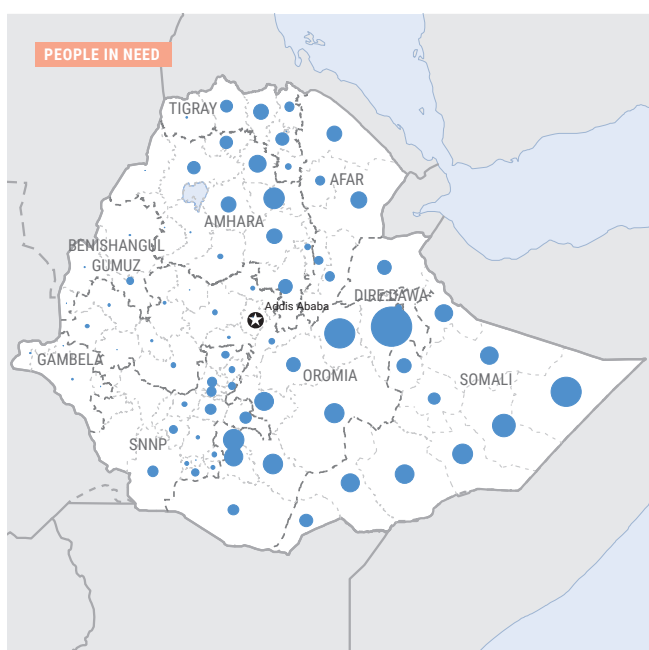 PEOPLE IN NEED
TIGRAY
AFAR
AMHARA
BENISHANGUL
GUMUZ
DIRE DAWA
Addis Ababa
GAMBELA
OROMIA
SOMALI
SNNP